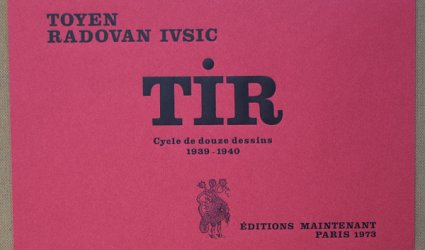 TOYEN
RADOVAN IVSIC
TiR
Cycle de douze dessins
1939-1940
ÉDITIONS MAINTENANT
PARIS 1973